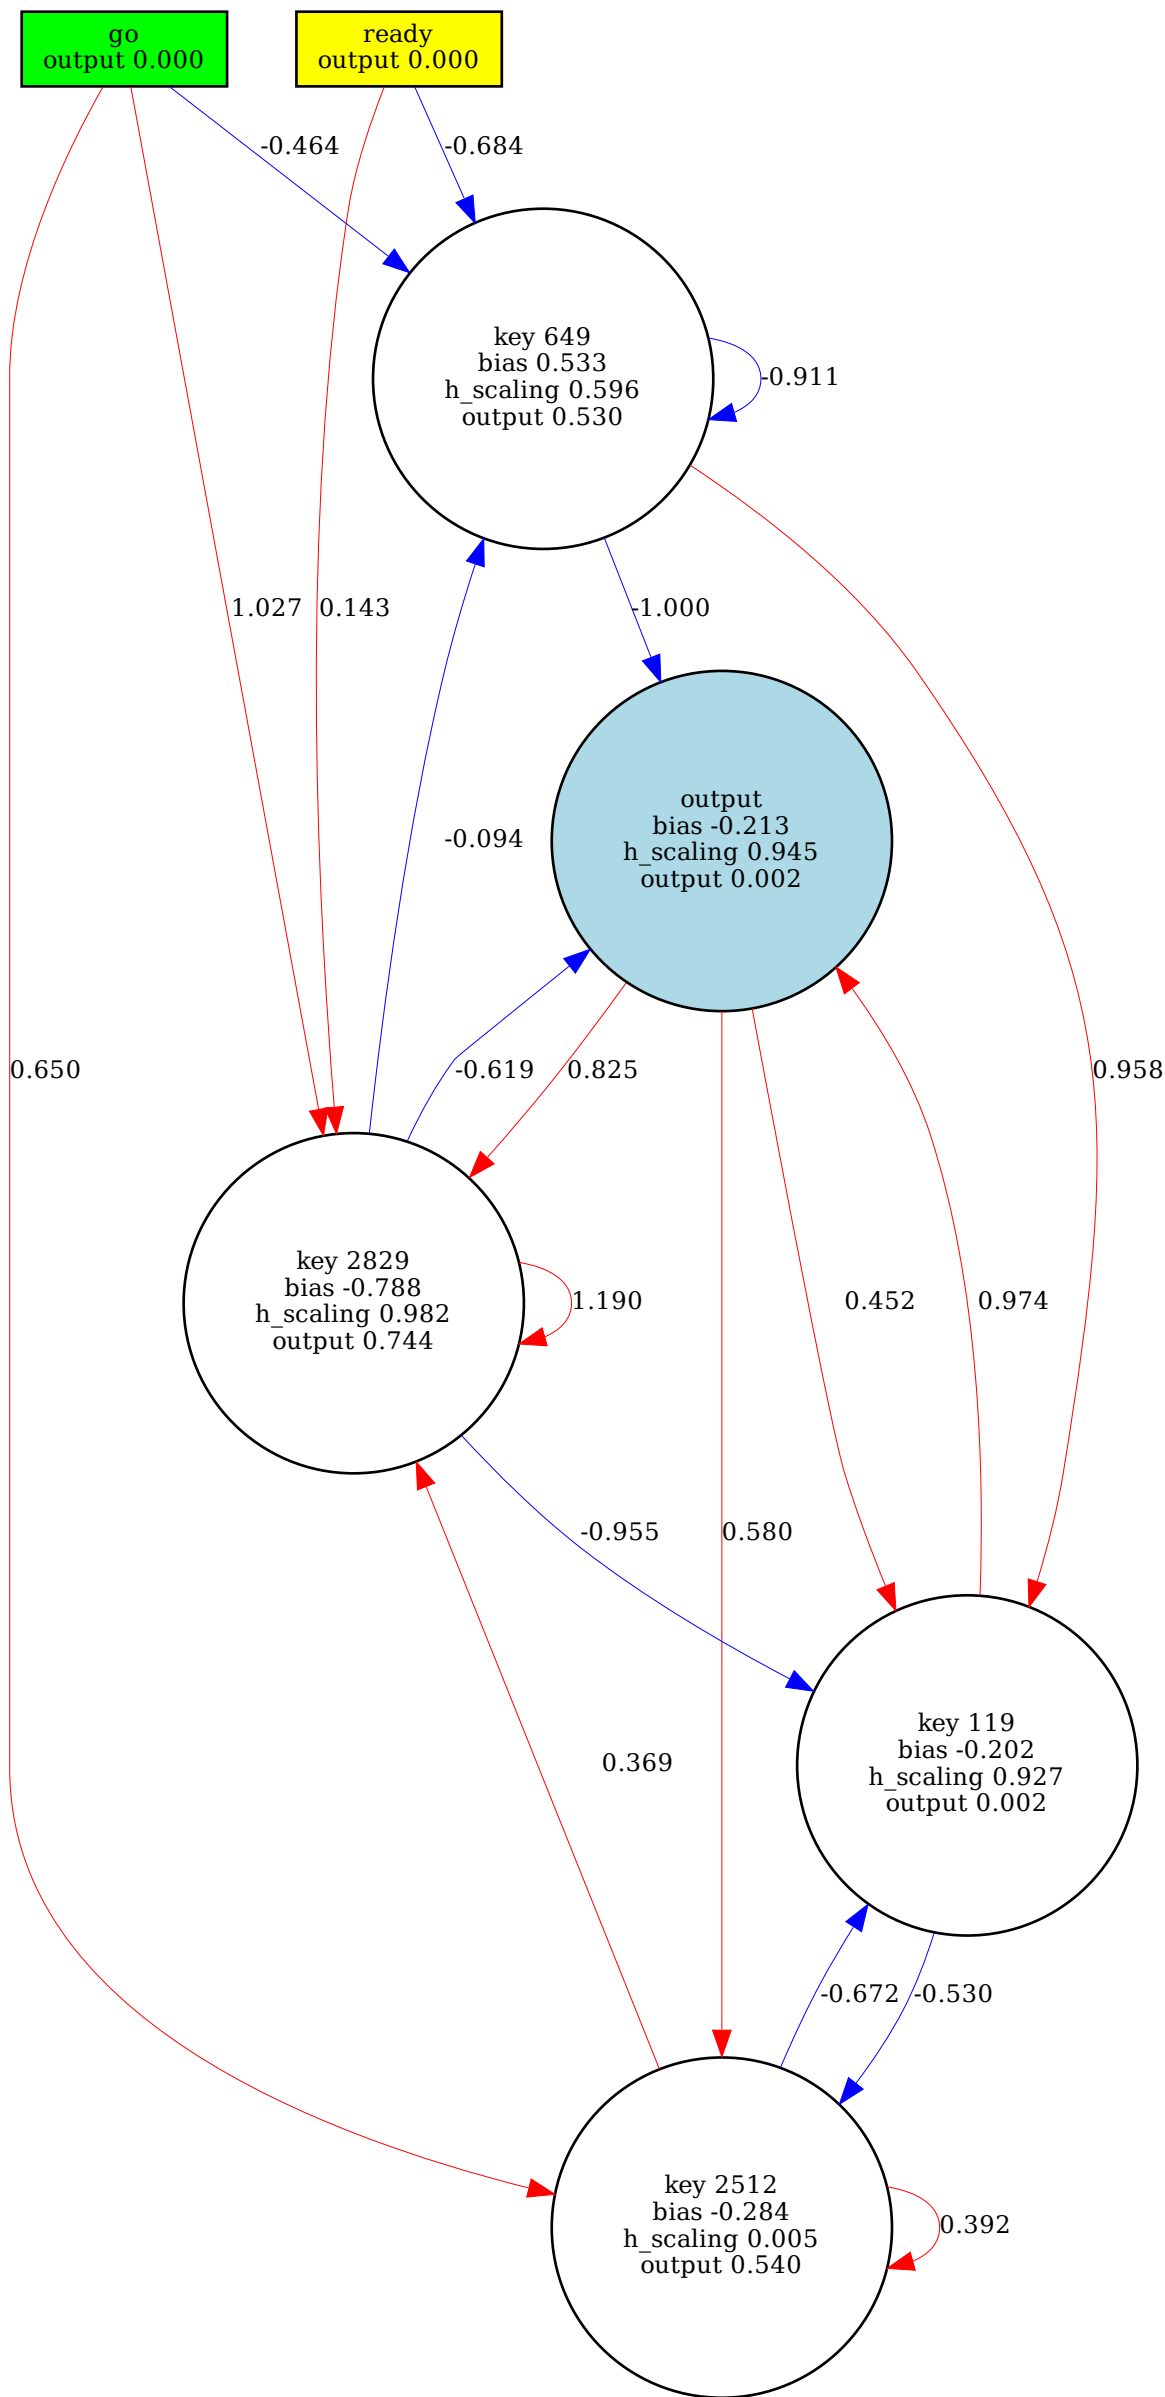 go
output 0.000
ready
output 0.000
-0.464
-0.684
key 649
bias 0.533
h_scaling 0.596
output 0.530
-0.911
1.027
0.143
-1.000
output
bias -0.213
h_scaling 0.945
output 0.002
-0.094
0.650
-0.619
0.825
0.958
key 2829
bias -0.788
h_scaling 0.982
output 0.744
1.190
0.452
0.974
-0.955
0.580
key 119
bias -0.202
h_scaling 0.927
output 0.002
0.369
-0.672
-0.530
key 2512
bias -0.284
h_scaling 0.005
output 0.540
0.392